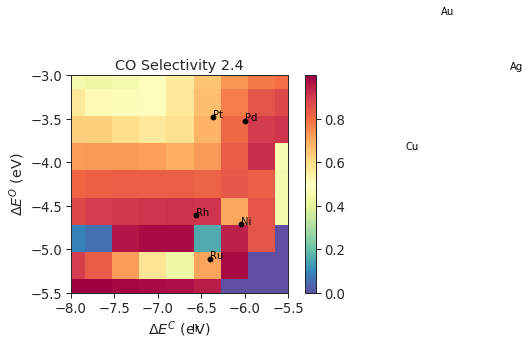 Au
CO Selectivity 2.4
Ag
−3.0
−3.5
−4.0
−4.5
−5.0
−5.5
ΔE^O (eV)
Pt
Pd
Cu
Rh
Ni
Ru
0.8
0.6
0.4
0.2
0.0
−8.0 −7.5 −7.0 −6.5 −6.0 −5.5
ΔE^C (eV)
Ir